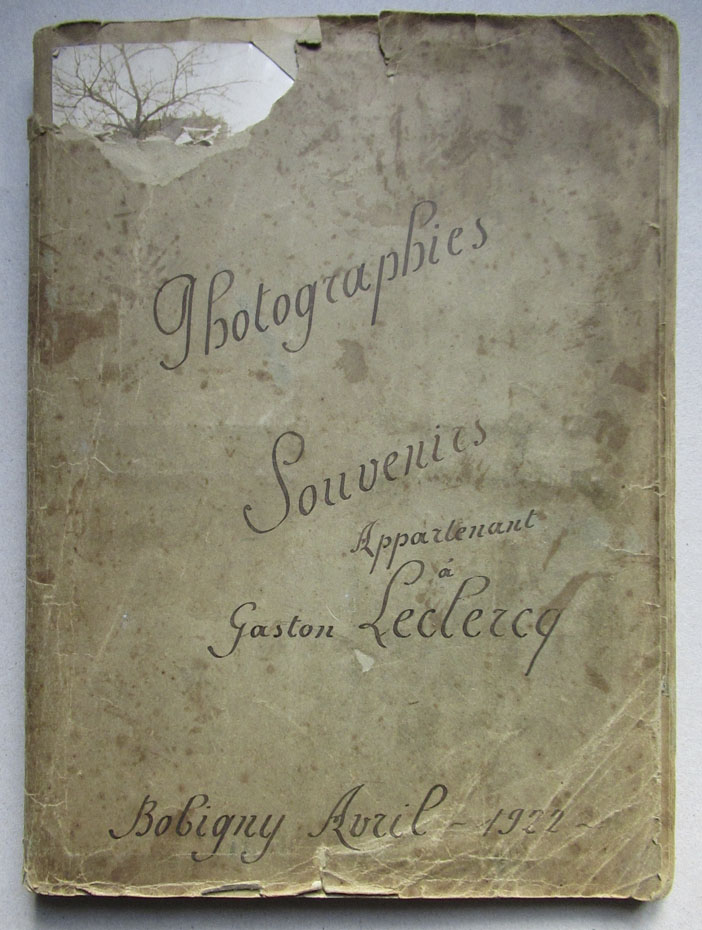 Photographies
Souvenirs
Appartenant
à
Gaston Leclercq
Bobigny Avril - 1922 -